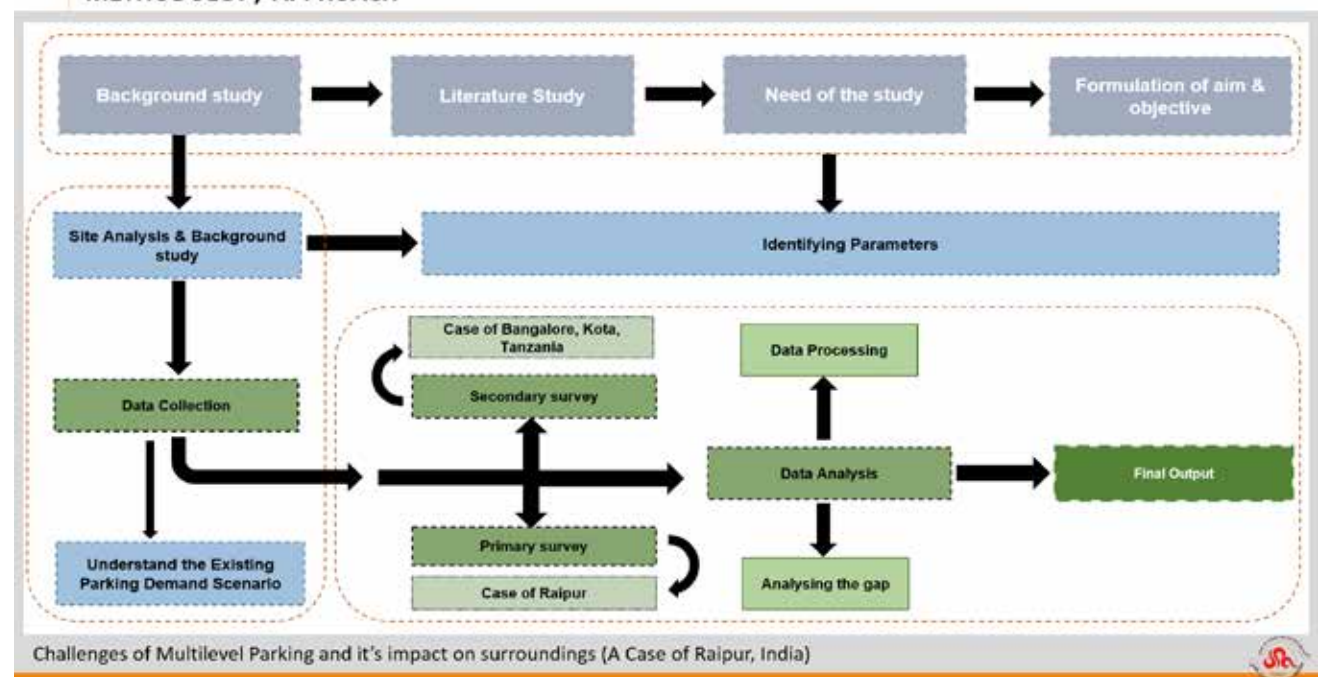 Background study
Literature Study
Need of the study
Formulation of aim &
objective
Site Analysis & Background
study
Identifying Parameters
Case of Bangalore, Kota,
Tanzania
Data Processing
Data Collection
Secondary survey
Data Analysis
Final Output
Primary survey
Understand the Existing
Parking Demand Scenario
Case of Raipur
Analysing the gap
Challenges of Multilevel Parking and it's impact on surroundings (A Case of Raipur, India)